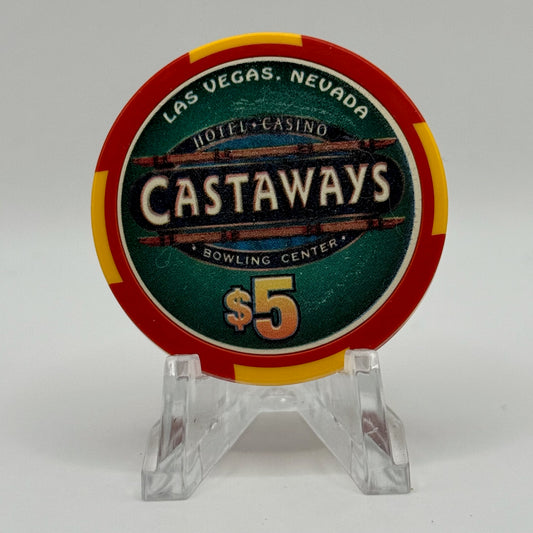 LAS VEGAS, NEVADA
HOTEL • CASINO
CASTAWAYS
• BOWLING CENTER •
$5